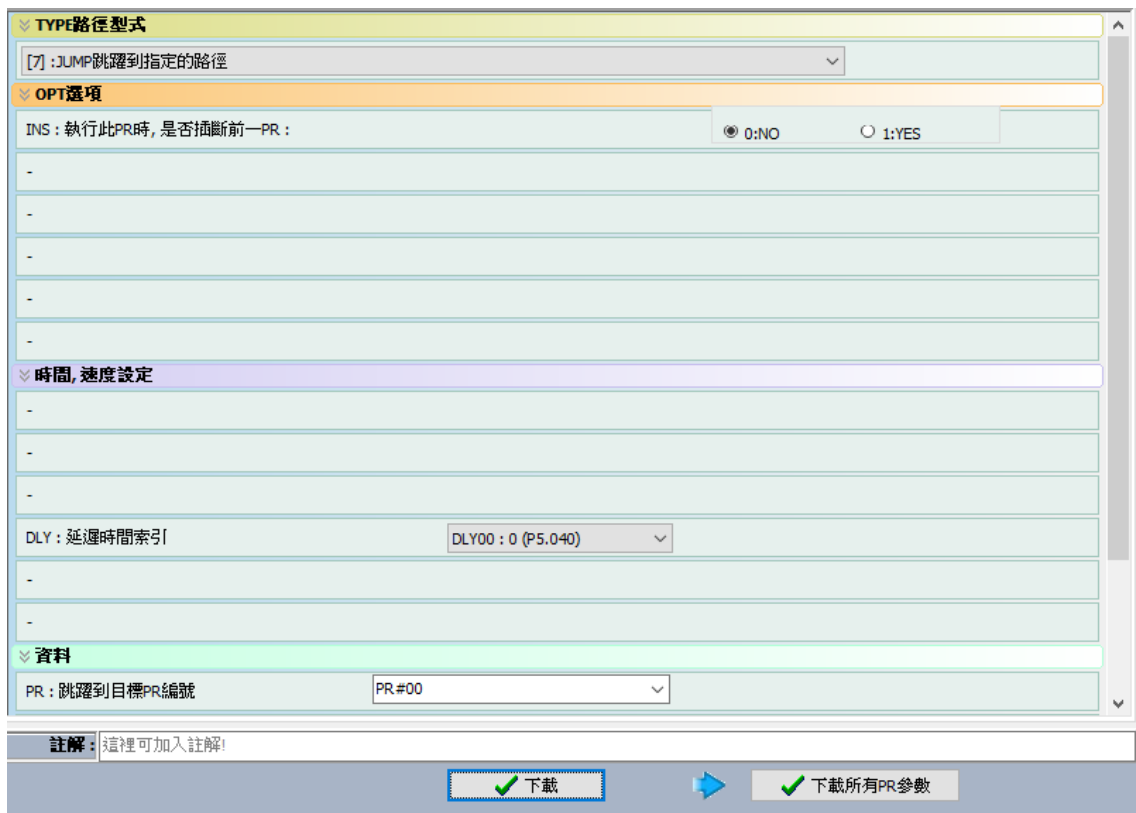 TYPE路徑型式
[7] :JUMP跳躍到指定的路徑
OPT選項
INS : 執行此PR時, 是否插斷前一PR :
0:NO 1:YES
-
-
-
-
-
時間, 速度設定
-
-
-
DLY : 延遲時間索引 DLY00 : 0 (P5.040)
-
-
資料
PR : 跳躍到目標PR編號 PR#00
註解 : 這裡可加入註解!
下載 下載所有PR參數